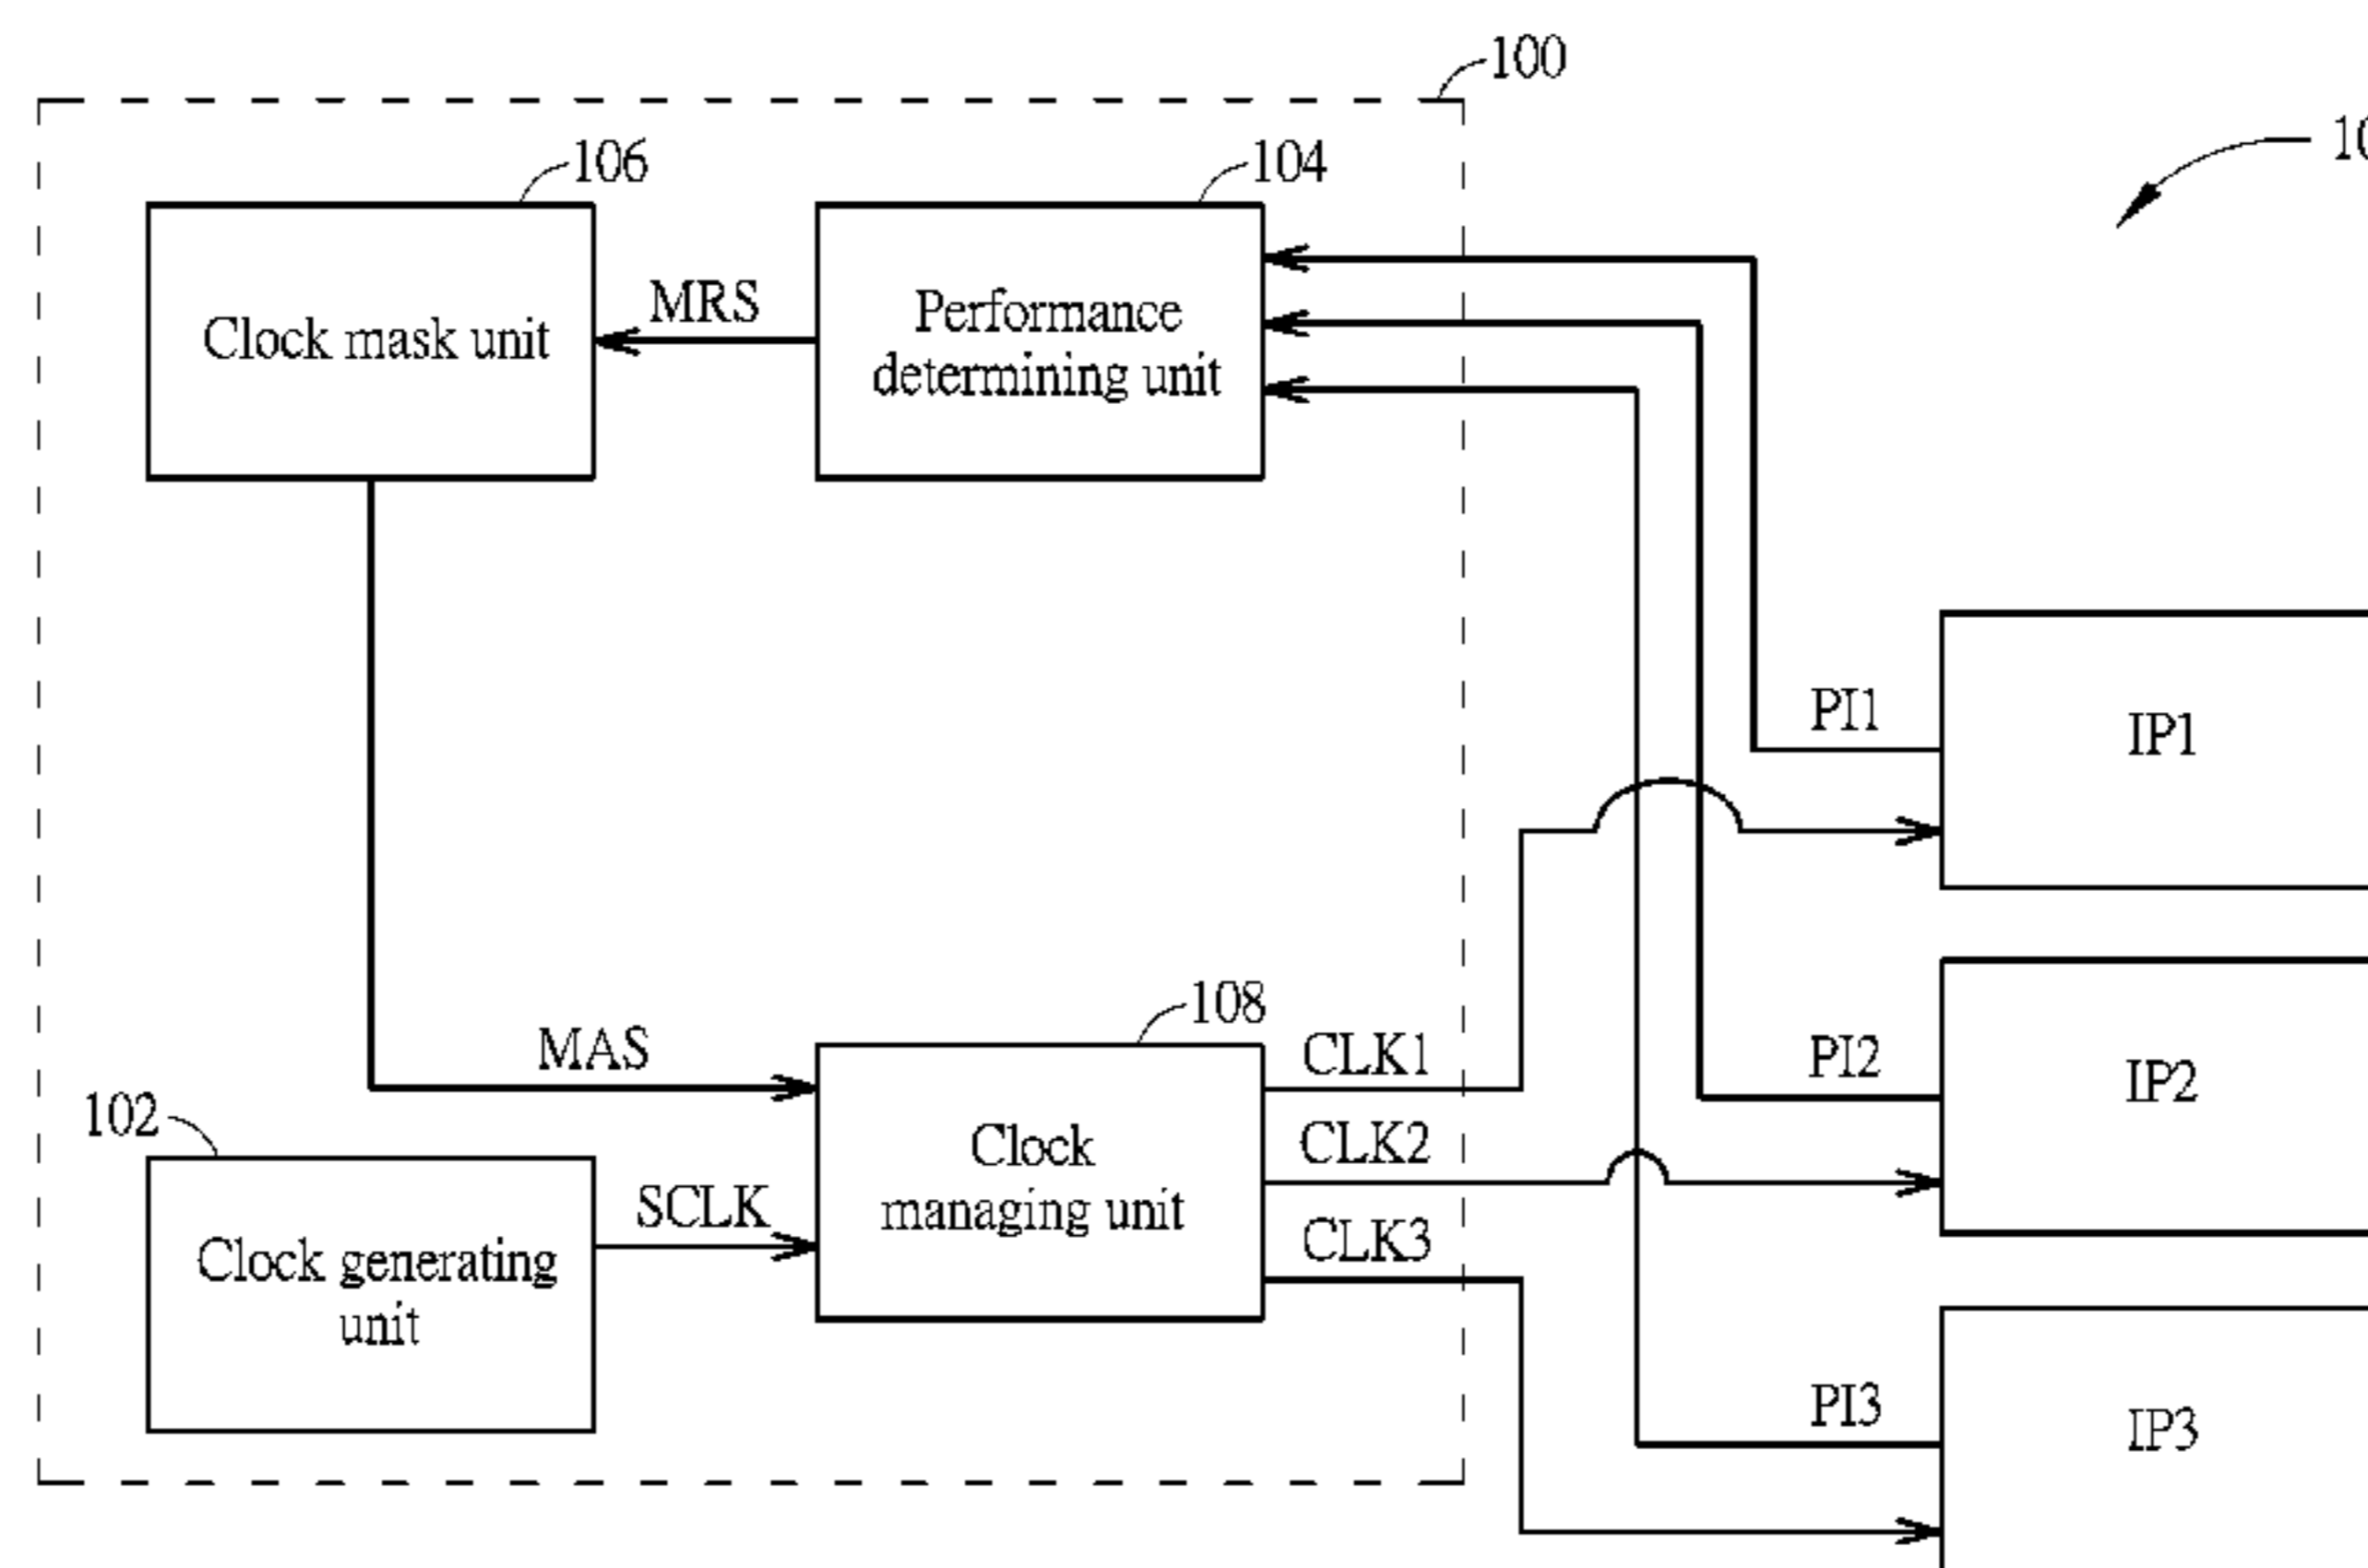 100
10
106
104
MRS
Clock mask unit
Performance
determining unit
PI1
IP1
108
MAS
CLK1
PI2
IP2
102
CLK2
Clock
managing unit
SCLK
CLK3
Clock generating
unit
PI3
IP3